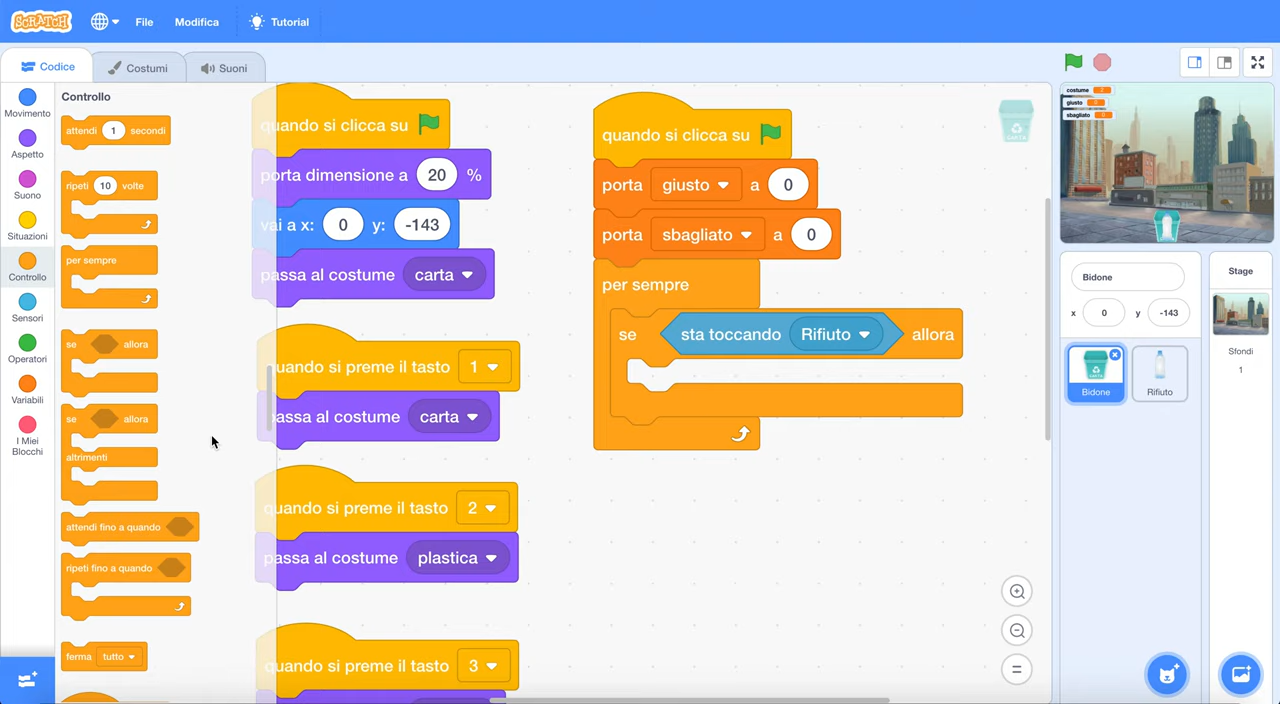 SCRATCH
File
Modifica
Tutorial
Codice
Costumi
Suoni
Movimento
Aspetto
Suono
Situazioni
Controllo
Sensori
Operatori
Variabili
I Miei
Blocchi
Controllo
attendi 1 secondi
ripeti 10 volte
per sempre
se allora
se allora
altrimenti
attendi fino a quando
ripeti fino a quando
ferma tutto
quando si clicca su
porta dimensione a 20 %
vai a x: 0 y: -143
passa al costume carta
quando si preme il tasto 1
passa al costume carta
quando si preme il tasto 2
passa al costume plastica
quando si preme il tasto 3
quando si clicca su
porta giusto a 0
porta sbagliato a 0
per sempre
se sta toccando Rifiuto allora
CARTA
costume
giusto
sbagliato
Bidone
x 0 y -143
Bidone
Rifiuto
Stage
Sfondi
1